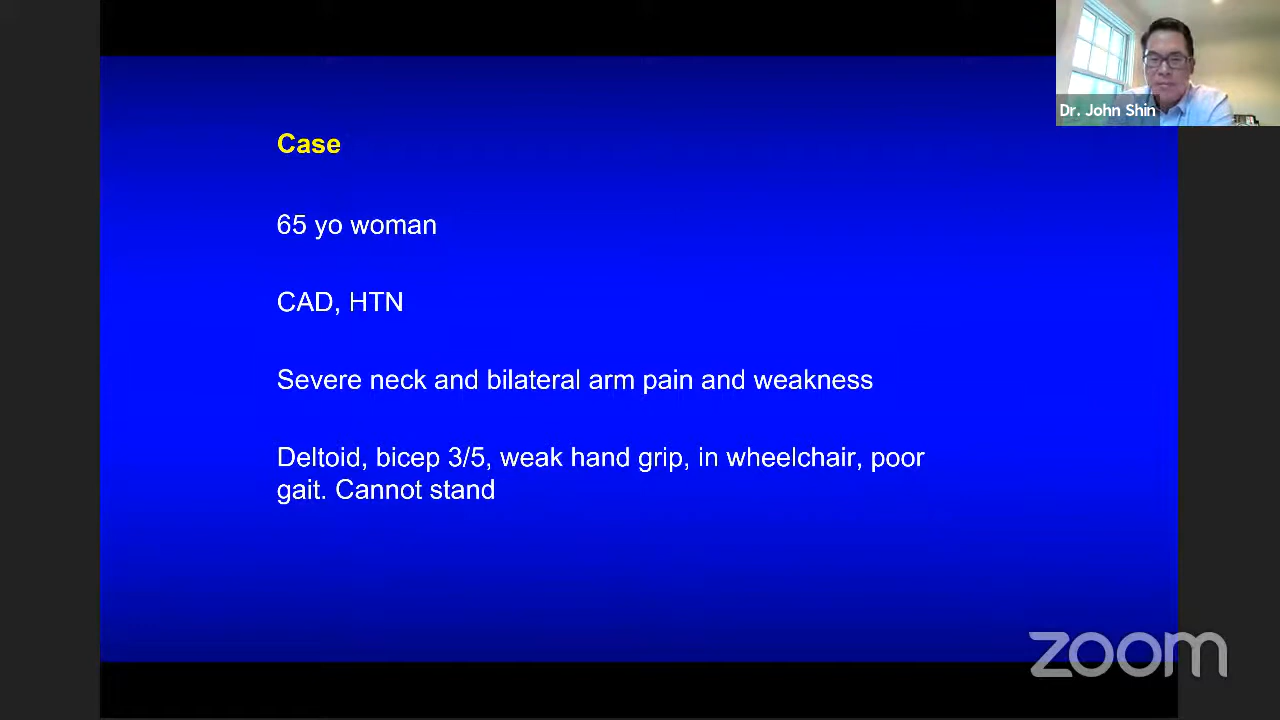 Dr. John Shin
Case
65 yo woman
CAD, HTN
Severe neck and bilateral arm pain and weakness
Deltoid, bicep 3/5, weak hand grip, in wheelchair, poor
gait. Cannot stand
zoom